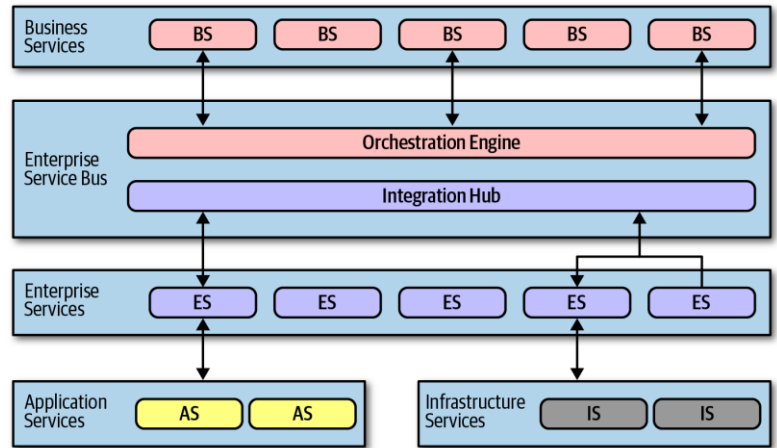 Business
Services
BS BS BS BS BS
Orchestration Engine
Enterprise
Service Bus
Integration Hub
Enterprise
Services
ES ES ES ES ES
Application
Services
AS AS
Infrastructure
Services
IS IS